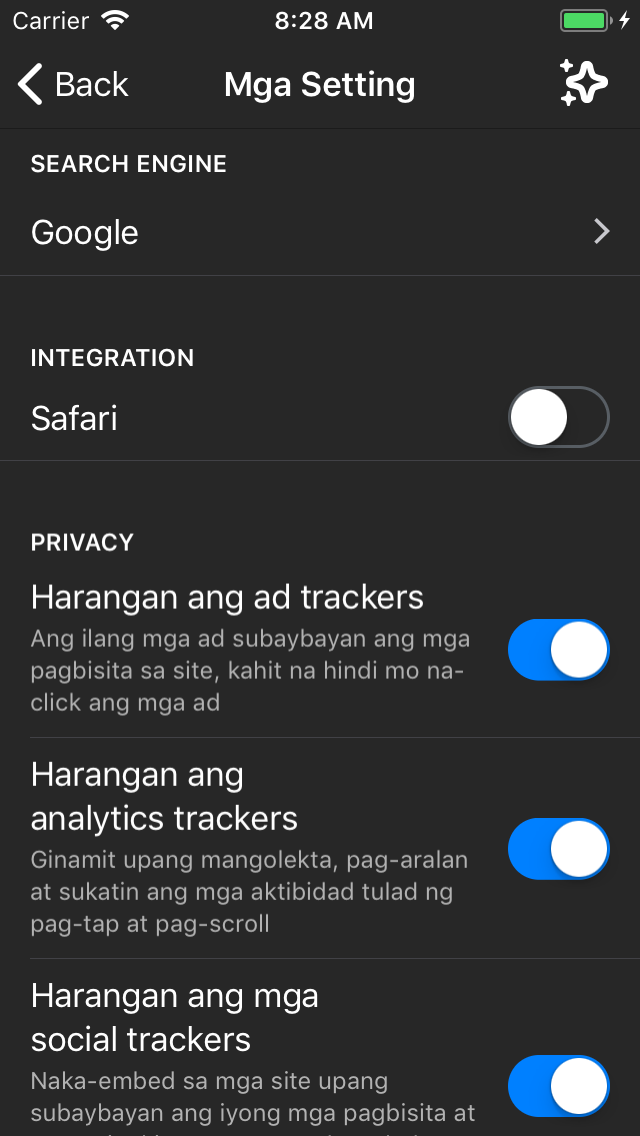 Carrier 8:28 AM
Back Mga Setting
SEARCH ENGINE
Google
INTEGRATION
Safari
PRIVACY
Harangan ang ad trackers
Ang ilang mga ad subaybayan ang mga
pagbisita sa site, kahit na hindi mo na-
click ang mga ad
Harangan ang
analytics trackers
Ginamit upang mangolekta, pag-aralan
at sukatin ang mga aktibidad tulad ng
pag-tap at pag-scroll
Harangan ang mga
social trackers
Naka-embed sa mga site upang
subaybayan ang iyong mga pagbisita at